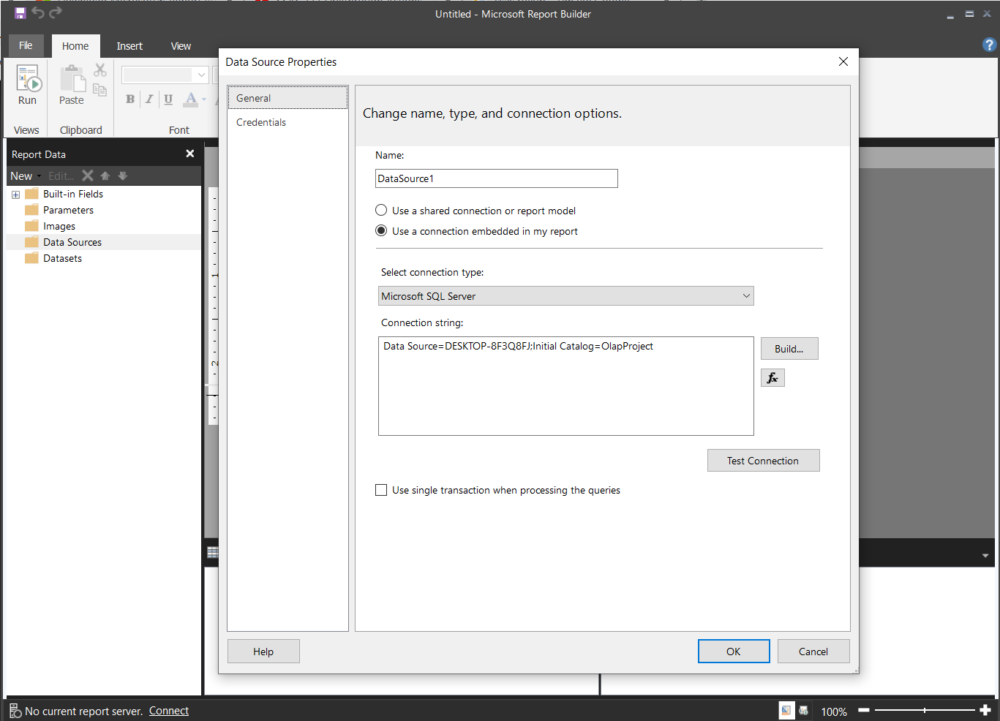 Untitled - Microsoft Report Builder
File
Home
Insert
View
?
Run
Paste
B I U A
Views
Clipboard
Font
Report Data
New
Edit...
Built-in Fields
Parameters
Images
Data Sources
Datasets
1
2
Data Source Properties
General
Credentials
Change name, type, and connection options.
Name:
DataSource1
Use a shared connection or report model
Use a connection embedded in my report
Select connection type:
Microsoft SQL Server
Connection string:
Data Source=DESKTOP-8F3Q8FJ;Initial Catalog=OlapProject
Build...
fx
Test Connection
Use single transaction when processing the queries
Help
OK
Cancel
No current report server. Connect
100%